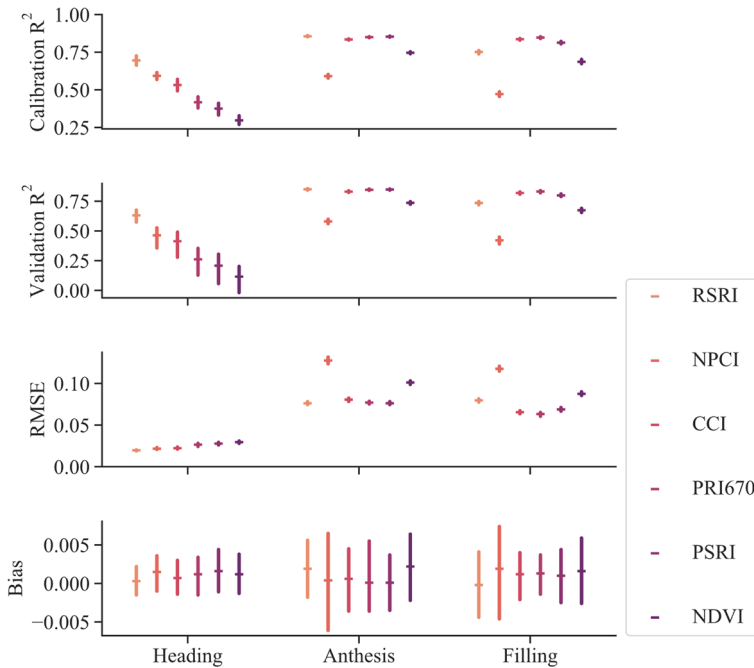 Calibration R²
1.00
0.75
0.50
0.25
Validation R²
0.75
0.50
0.25
0.00
RMSE
0.10
0.05
0.00
Bias
0.005
0.000
−0.005
Heading
Anthesis
Filling
RSRI
NPCI
CCI
PRI670
PSRI
NDVI